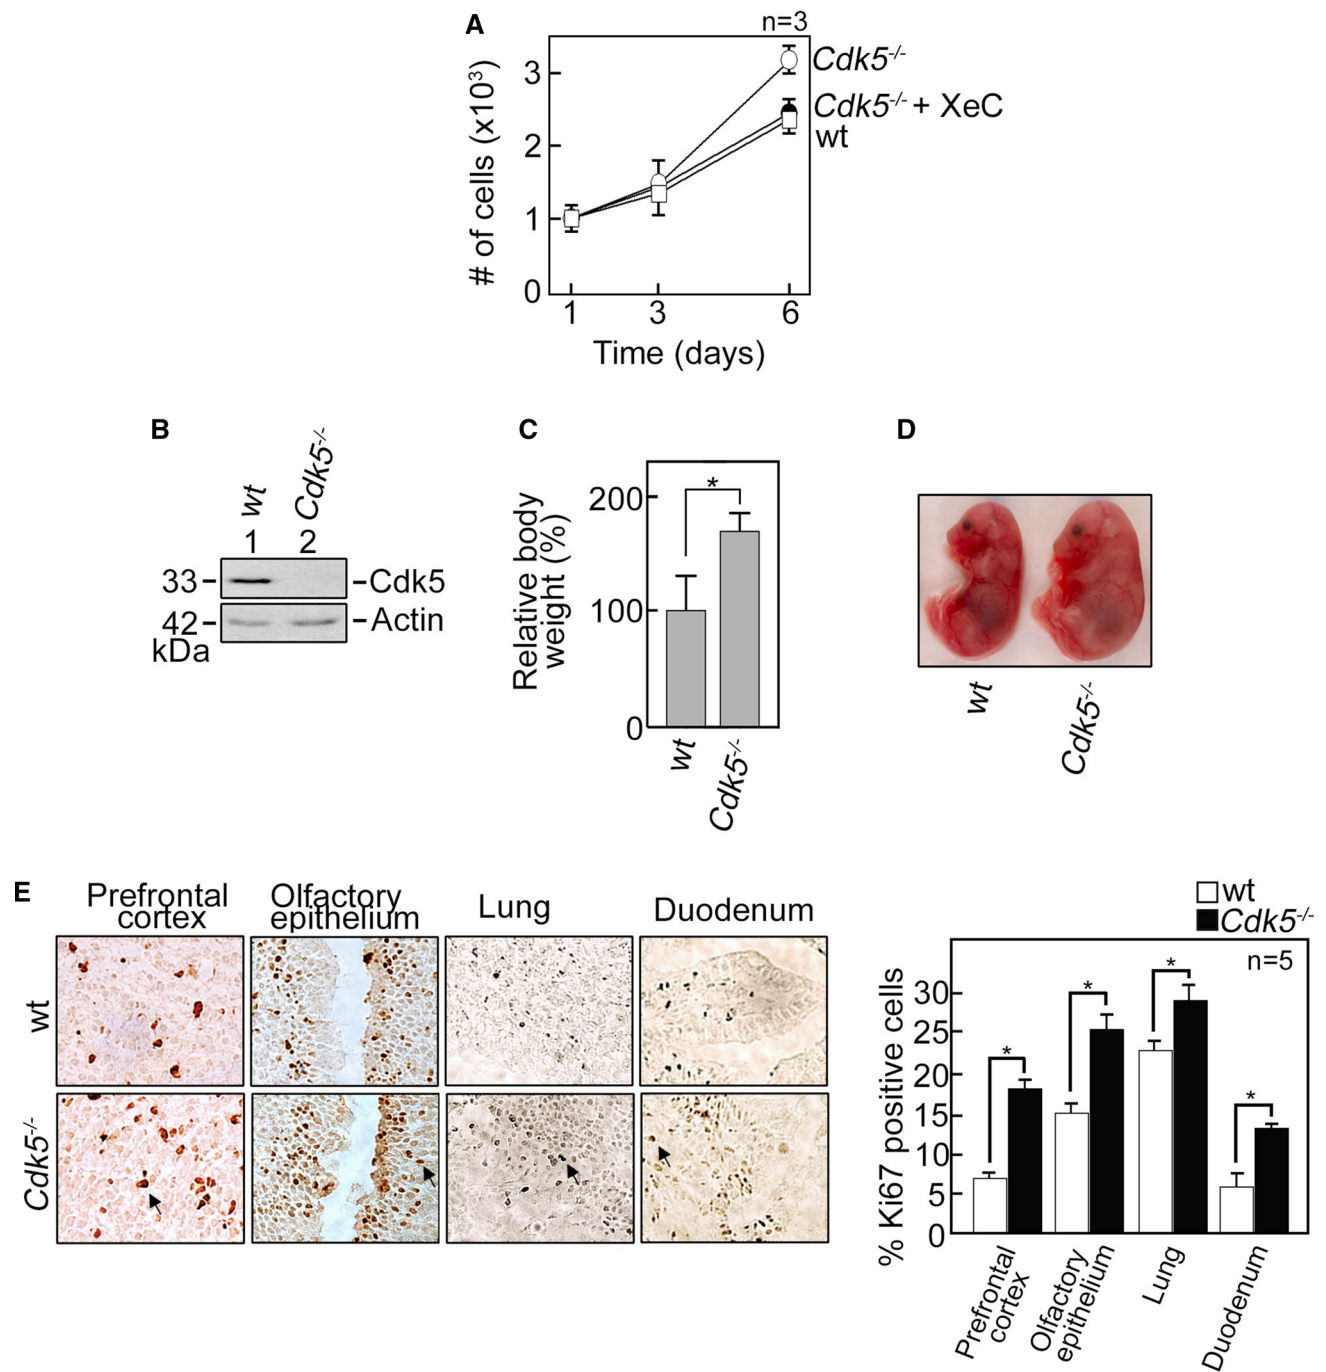 A
n=3
Cdk5-/-
Cdk5-/- + XeC
wt
# of cells (x10³)
3
2
1
0
1 3 6
Time (days)
B
wt
Cdk5-/-
1 2
33
Cdk5
42
Actin
kDa
C
Relative body
weight (%)
200
100
0
*
wt
Cdk5-/-
D
wt
Cdk5-/-
E
Prefrontal
cortex
Olfactory
epithelium
Lung
Duodenum
wt
Cdk5-/-
wt
Cdk5-/-
n=5
% Ki67 positive cells
30
25
20
15
10
5
0
* * * *
Prefrontal
cortex
Olfactory
epithelium
Lung
Duodenum